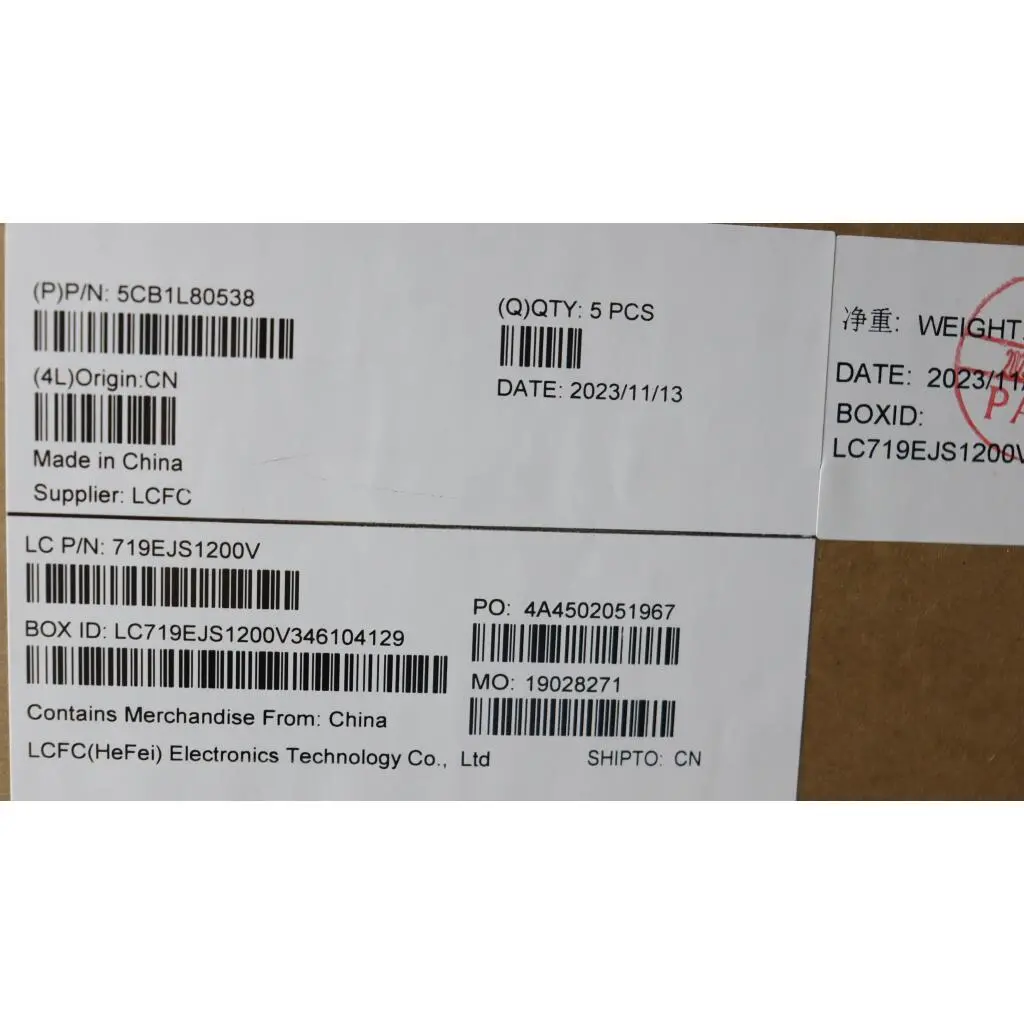 (P)P/N: 5CB1L80538
(4L)Origin:CN
Made in China
Supplier: LCFC
(Q)QTY: 5 PCS
DATE: 2023/11/13
LC P/N: 719EJS1200V
BOX ID: LC719EJS1200V346104129
Contains Merchandise From: China
LCFC(HeFei) Electronics Technology Co., Ltd
PO: 4A4502051967
MO: 19028271
SHIPTO: CN
净重: WEIGHT:
DATE: 2023/11/
BOXID:
LC719EJS1200V
PA